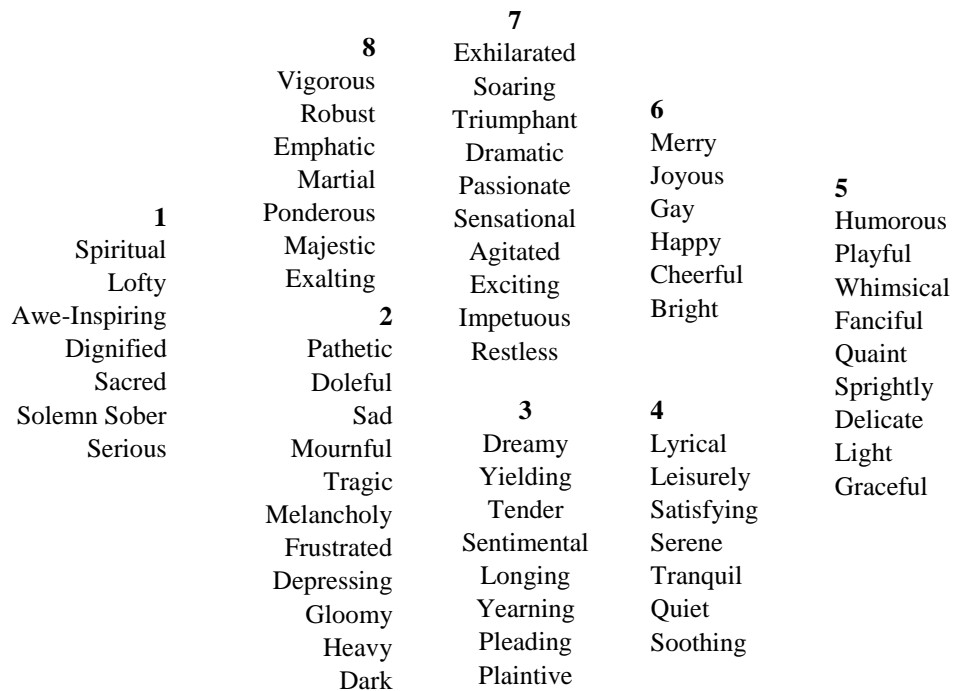 1
Spiritual
Lofty
Awe-Inspiring
Dignified
Sacred
Solemn Sober
Serious
8
Vigorous
Robust
Emphatic
Martial
Ponderous
Majestic
Exalting
2
Pathetic
Doleful
Sad
Mournful
Tragic
Melancholy
Frustrated
Depressing
Gloomy
Heavy
Dark
7
Exhilarated
Soaring
Triumphant
Dramatic
Passionate
Sensational
Agitated
Exciting
Impetuous
Restless
3
Dreamy
Yielding
Tender
Sentimental
Longing
Yearning
Pleading
Plaintive
6
Merry
Joyous
Gay
Happy
Cheerful
Bright
4
Lyrical
Leisurely
Satisfying
Serene
Tranquil
Quiet
Soothing
5
Humorous
Playful
Whimsical
Fanciful
Quaint
Sprightly
Delicate
Light
Graceful